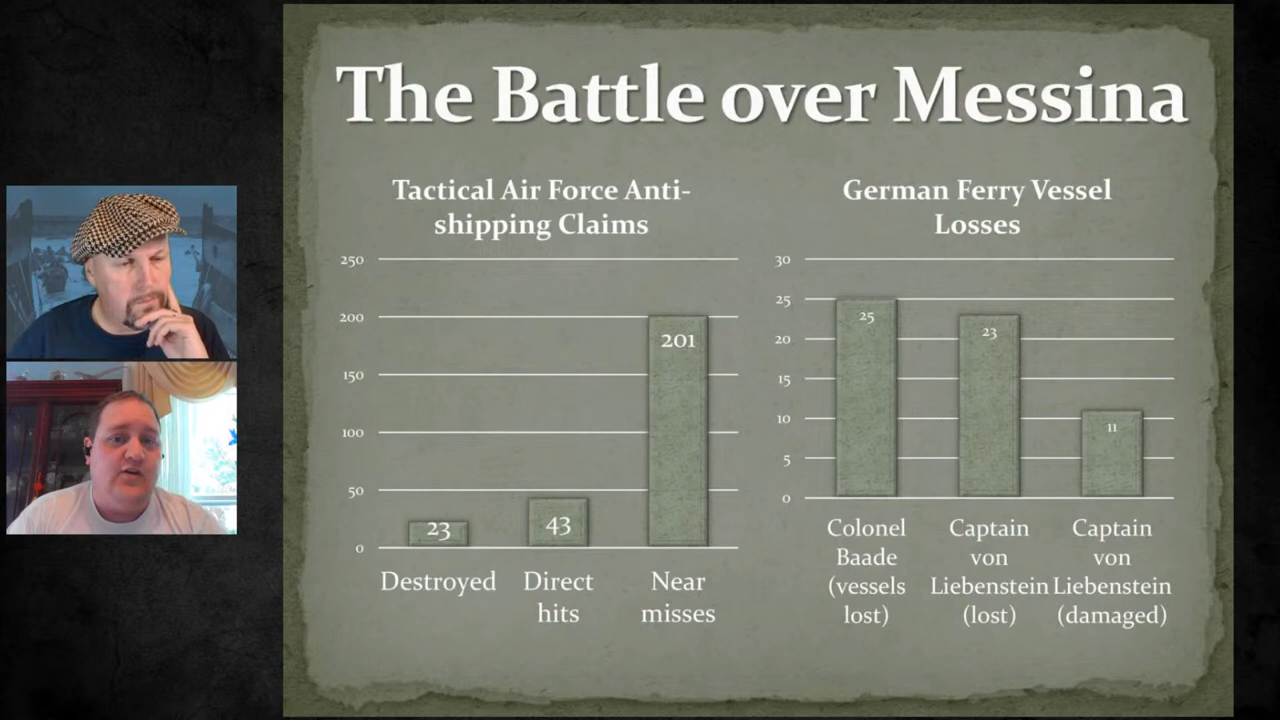 The Battle over Messina
Tactical Air Force Anti-
shipping Claims
250
200
150
100
50
0
23
43
201
Destroyed
Direct
hits
Near
misses
German Ferry Vessel
Losses
30
25
20
15
10
5
0
25
23
11
Colonel
Baade
(vessels
lost)
Captain
von
Liebenstein
(lost)
Captain
von
Liebenstein
(damaged)